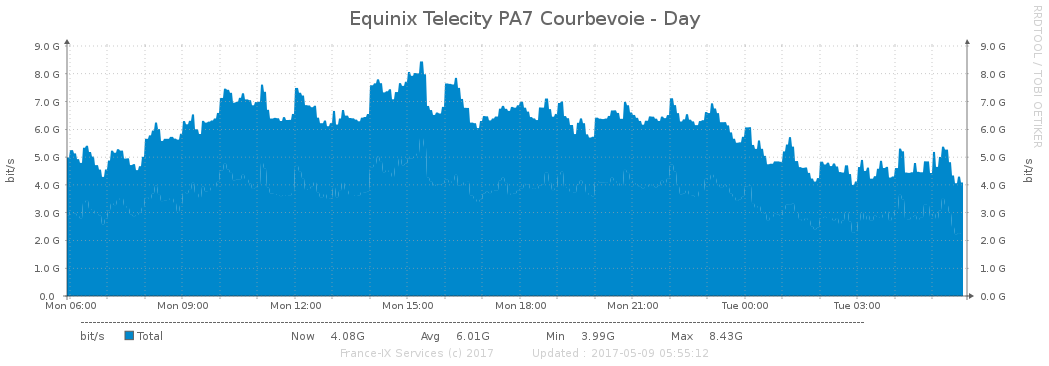 Equinix Telecity PA7 Courbevoie - Day
RRDTOOL / TOBI OETIKER
9.0 G 9.0 G
8.0 G 8.0 G
7.0 G 7.0 G
6.0 G 6.0 G
5.0 G 5.0 G
4.0 G 4.0 G
3.0 G 3.0 G
2.0 G 2.0 G
1.0 G 1.0 G
0.0 0.0 G
bit/s
bit/s
Mon 06:00 Mon 09:00 Mon 12:00 Mon 15:00 Mon 18:00 Mon 21:00 Tue 00:00 Tue 03:00
bit/s Total Now 4.08G Avg 6.01G Min 3.99G Max 8.43G
France-IX Services (c) 2017 Updated : 2017-05-09 05:55:12